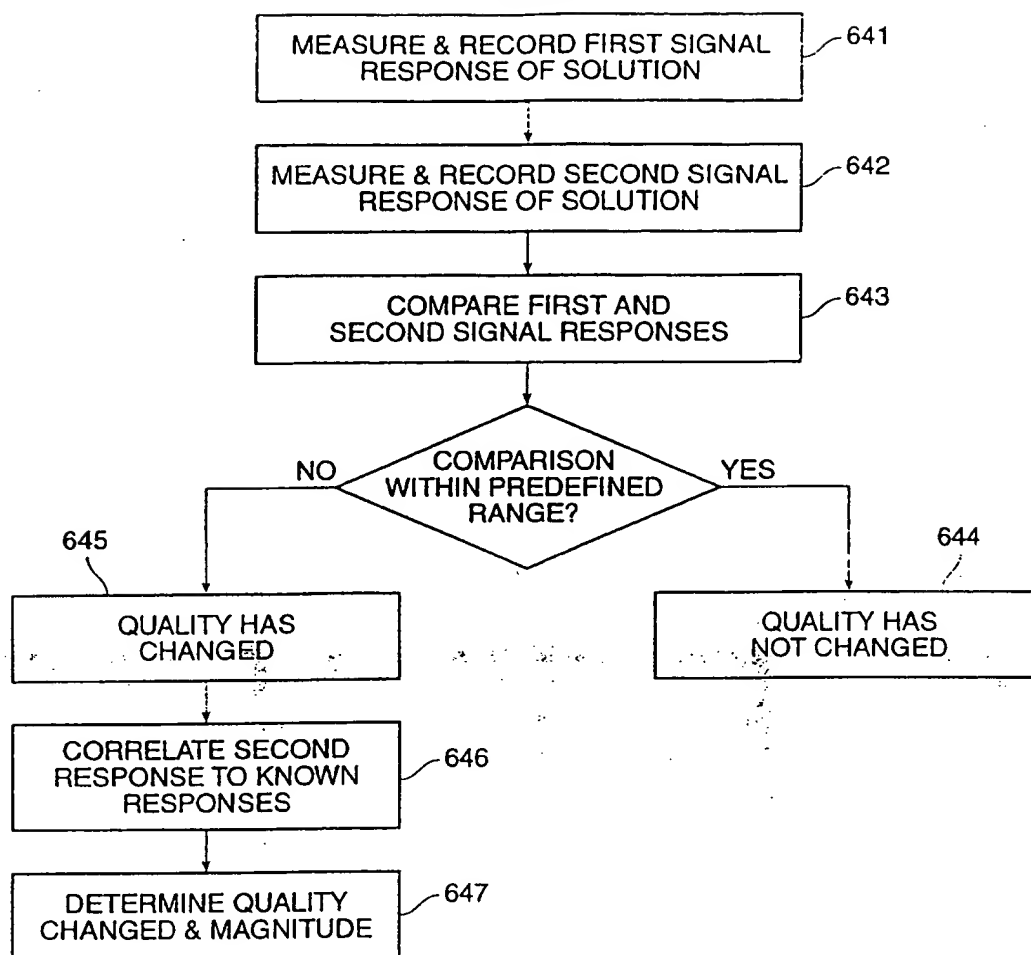 MEASURE & RECORD FIRST SIGNAL
RESPONSE OF SOLUTION
641
MEASURE & RECORD SECOND SIGNAL
RESPONSE OF SOLUTION
642
COMPARE FIRST AND
SECOND SIGNAL RESPONSES
643
COMPARISON
WITHIN PREDEFINED
RANGE?
NO
YES
645
QUALITY HAS
CHANGED
644
QUALITY HAS
NOT CHANGED
CORRELATE SECOND
RESPONSE TO KNOWN
RESPONSES
646
DETERMINE QUALITY
CHANGED & MAGNITUDE
647